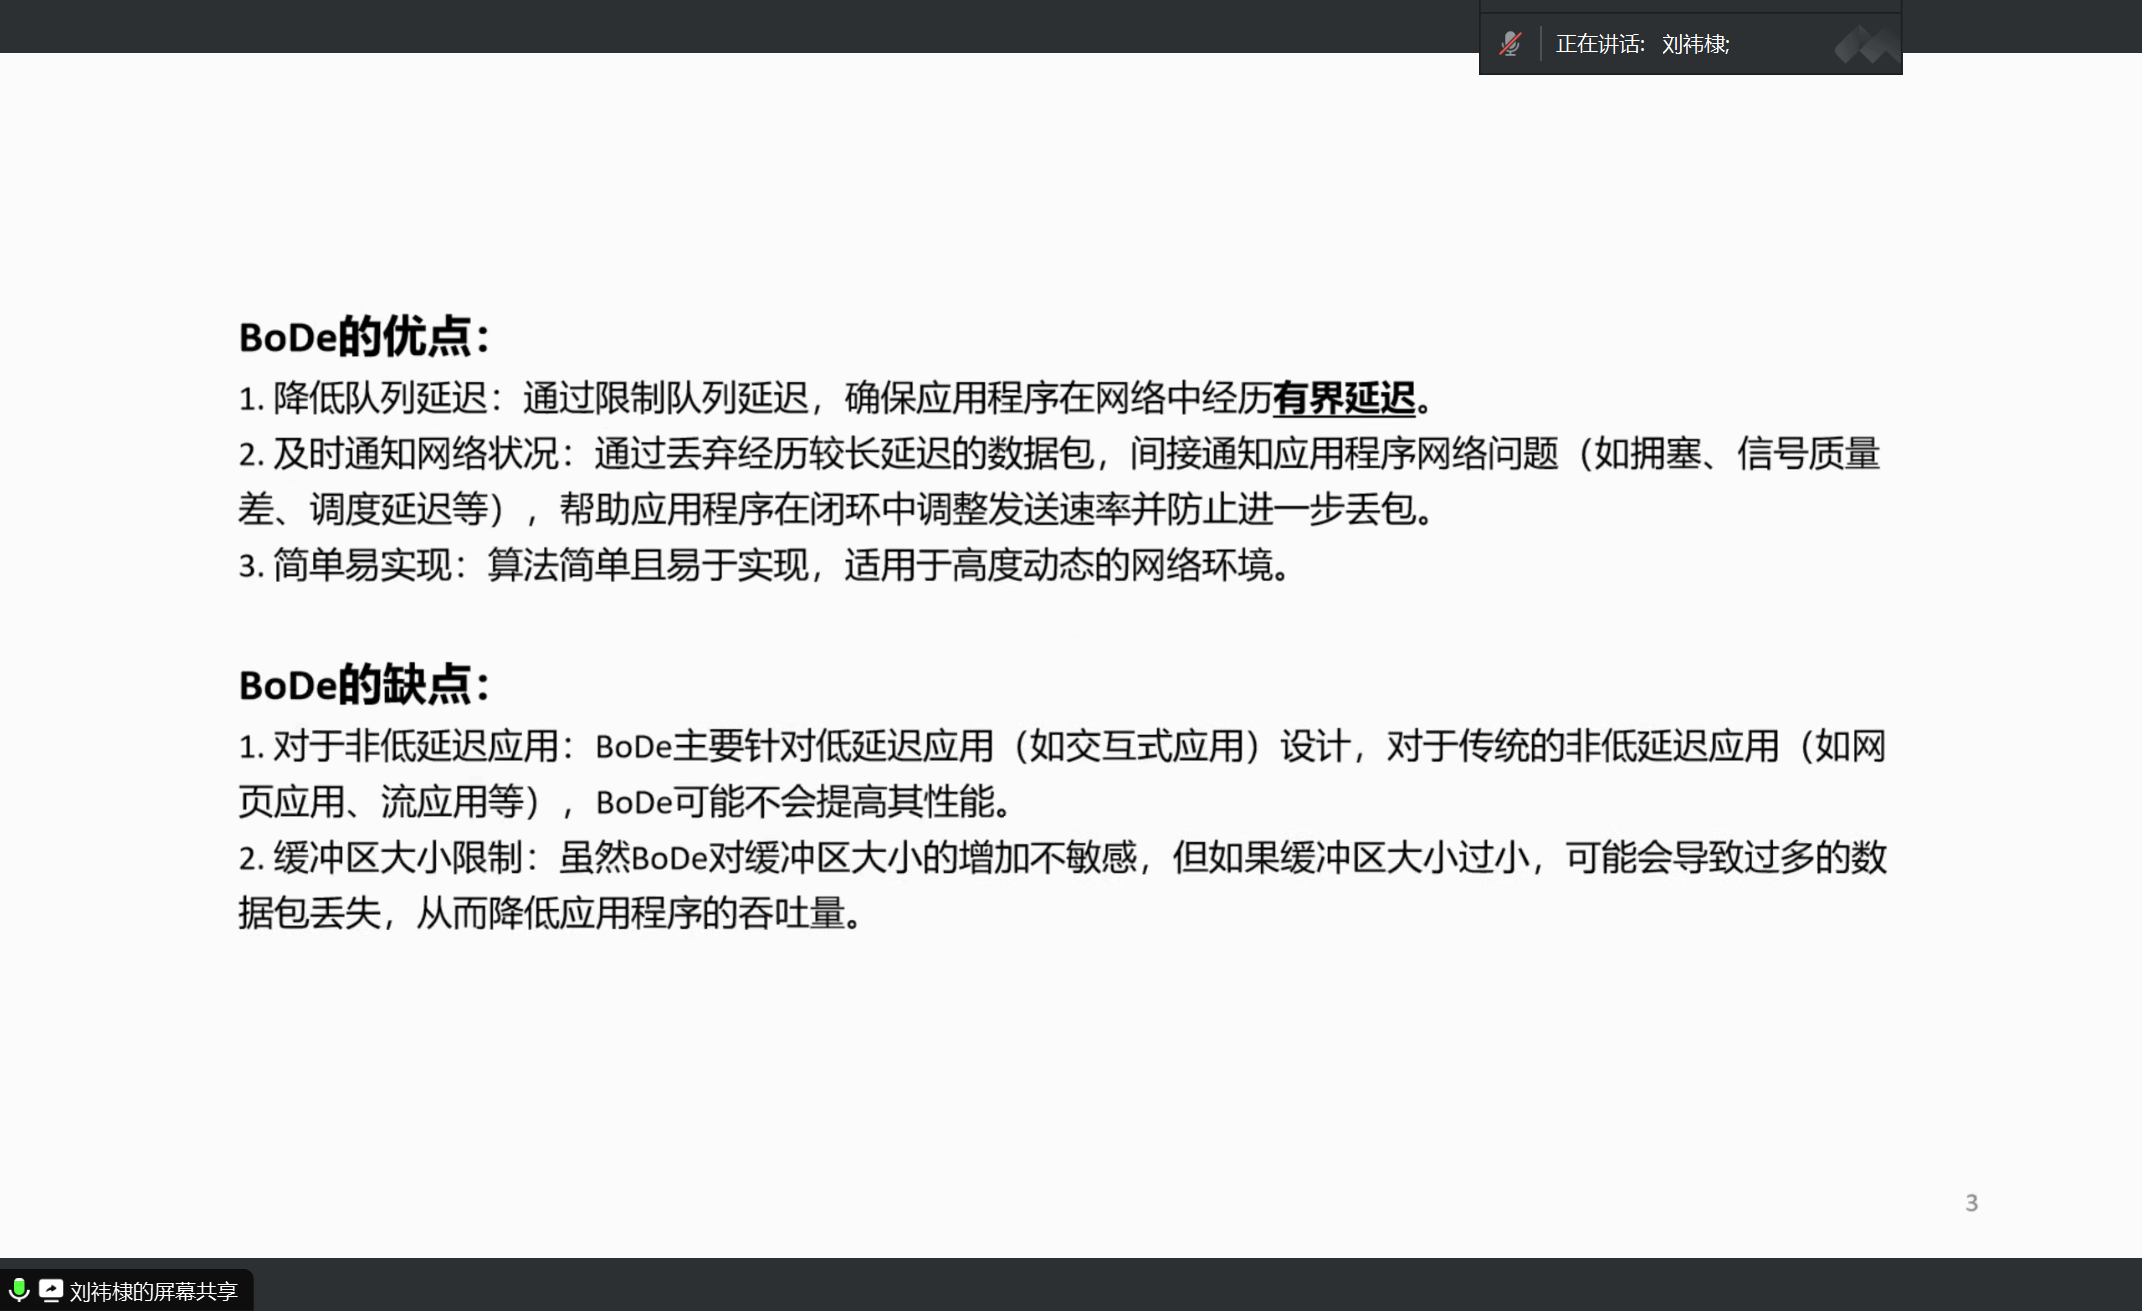 正在讲话: 刘祎棣;
BoDe的优点：
1. 降低队列延迟：通过限制队列延迟，确保应用程序在网络中经历有界延迟。
2. 及时通知网络状况：通过丢弃经历较长延迟的数据包，间接通知应用程序网络问题（如拥塞、信号质量
差、调度延迟等），帮助应用程序在闭环中调整发送速率并防止进一步丢包。
3. 简单易实现：算法简单且易于实现，适用于高度动态的网络环境。
BoDe的缺点：
1. 对于非低延迟应用：BoDe主要针对低延迟应用（如交互式应用）设计，对于传统的非低延迟应用（如网
页应用、流应用等），BoDe可能不会提高其性能。
2. 缓冲区大小限制：虽然BoDe对缓冲区大小的增加不敏感，但如果缓冲区大小过小，可能会导致过多的数
据包丢失，从而降低应用程序的吞吐量。
3
刘祎棣的屏幕共享